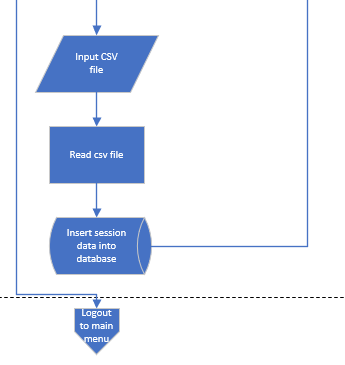 Input CSV
file
Read csv file
Insert session
data into
database
Logout
to main
menu